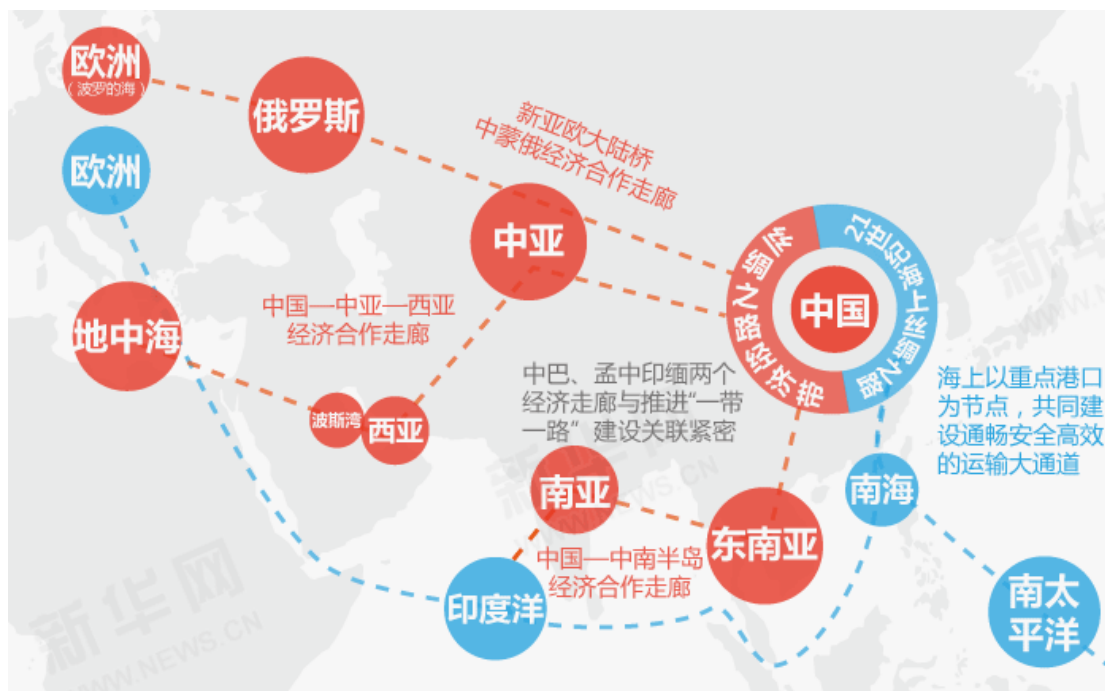 欧洲
（波罗的海）
俄罗斯
欧洲
新亚欧大陆桥
中蒙俄经济合作走廊
中亚
丝绸之路经济带
21世纪海上丝绸之路
中国
地中海
中国—中亚—西亚
经济合作走廊
波斯湾
西亚
中巴、孟中印缅两个
经济走廊与推进“一带
一路”建设关联紧密
海上以重点港口
为节点，共同建
设通畅安全高效
的运输大通道
南亚
南海
东南亚
中国—中南半岛
经济合作走廊
印度洋
南太
平洋
新华网
WWW.NEWS.CN
新华网
WWW.NEWS.CN